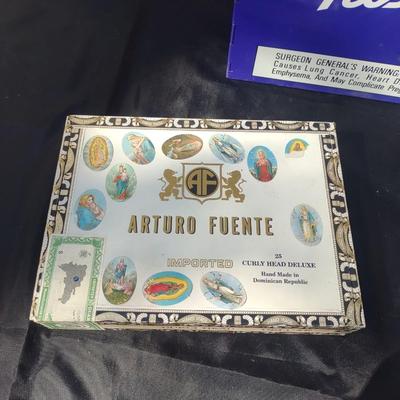 SURGEON GENERAL'S WARNING
Causes Lung Cancer, Heart D
Emphysema, And May Complicate Preg
AF
ARTURO FUENTE
IMPORTED
25
CURLY HEAD DELUXE
Hand Made in
Dominican Republic